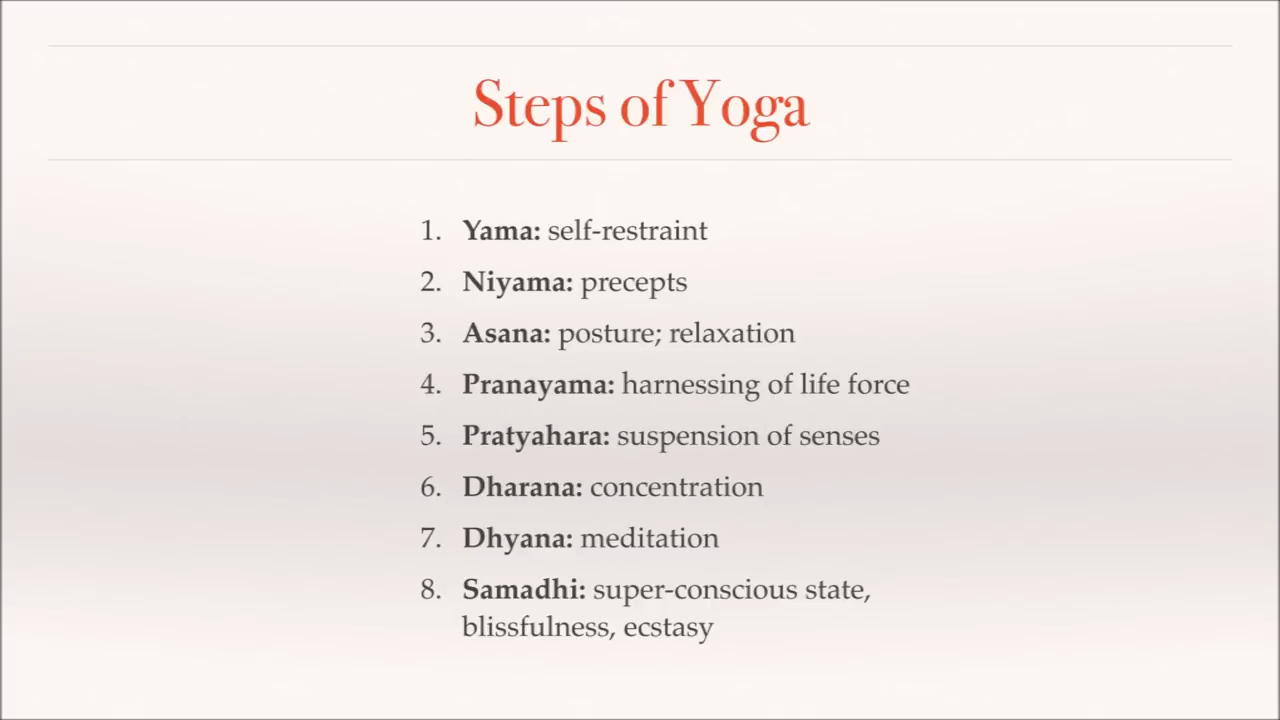 Steps of Yoga
1. Yama: self-restraint
2. Niyama: precepts
3. Asana: posture; relaxation
4. Pranayama: harnessing of life force
5. Pratyahara: suspension of senses
6. Dharana: concentration
7. Dhyana: meditation
8. Samadhi: super-conscious state,
blissfulness, ecstasy